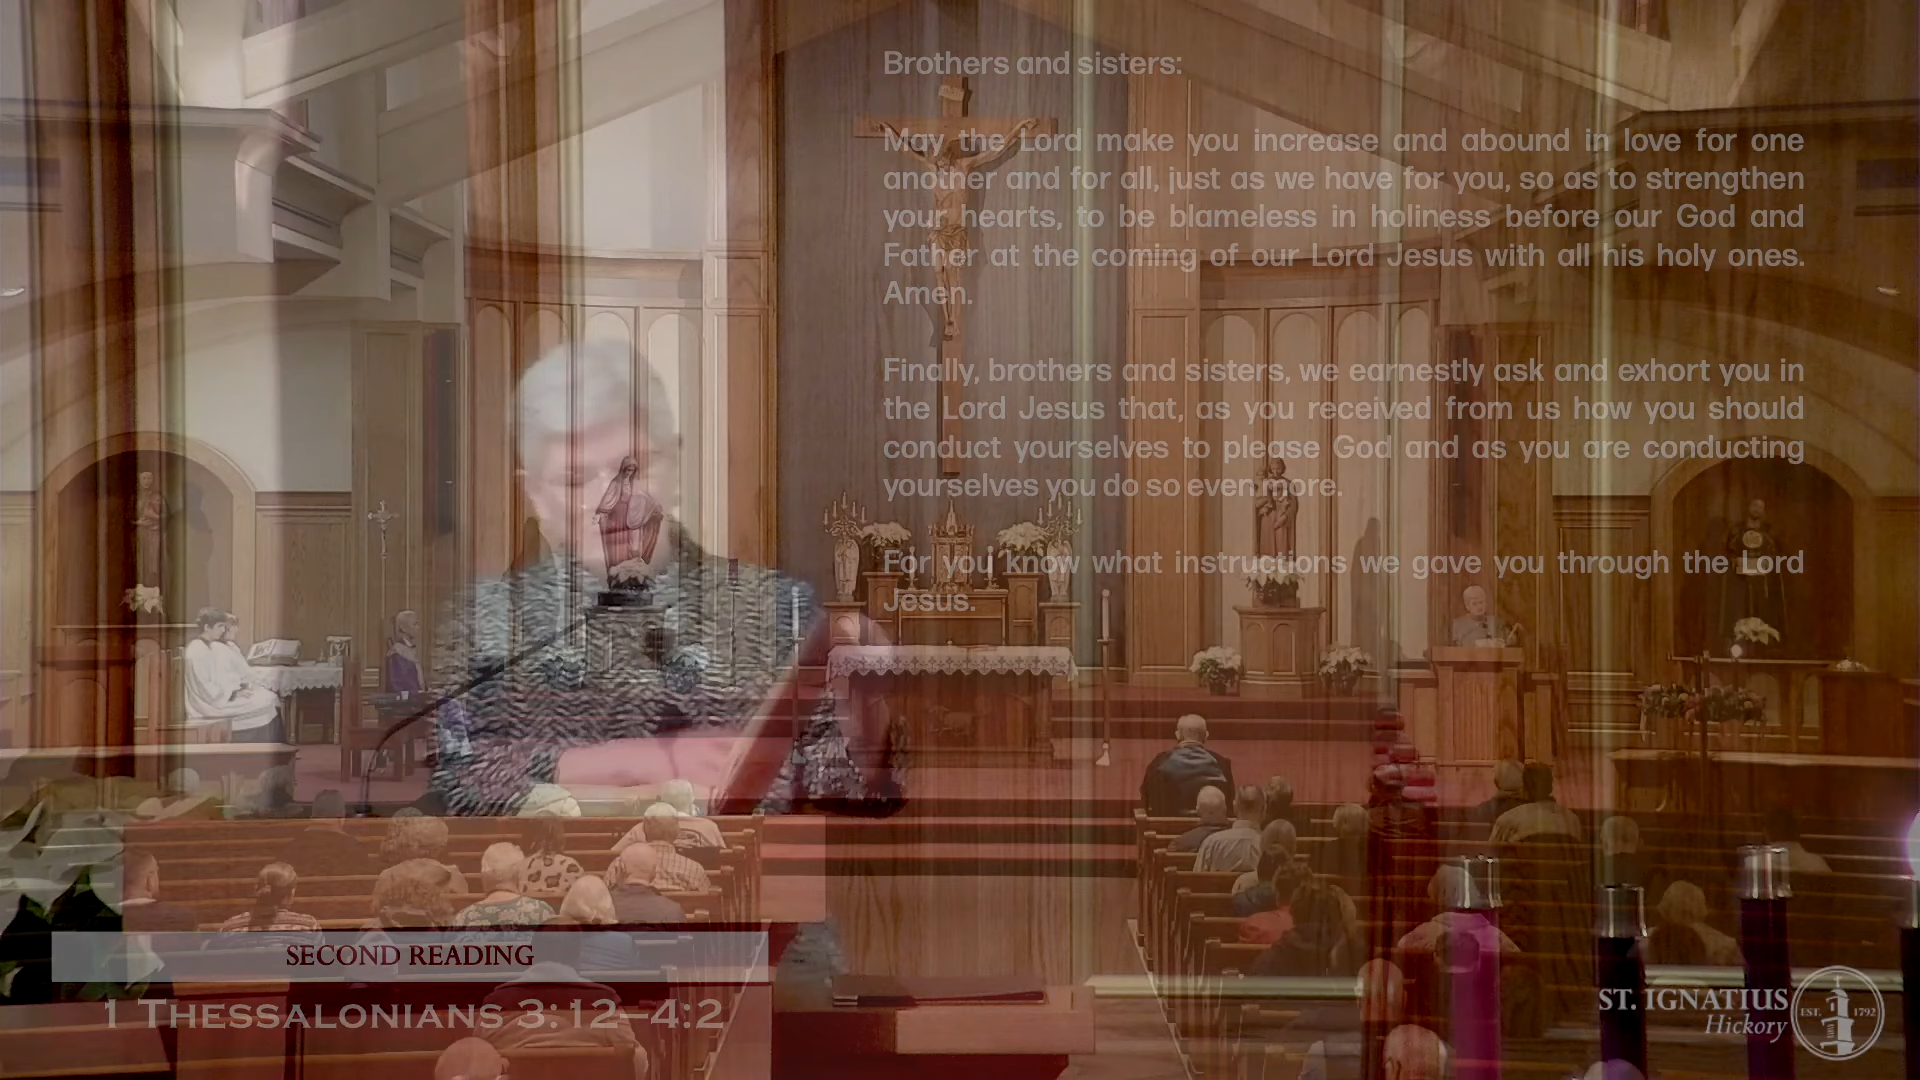 Brothers and sisters:
May the Lord make you increase and abound in love for one
another and for all, just as we have for you, so as to strengthen
your hearts, to be blameless in holiness before our God and
Father at the coming of our Lord Jesus with all his holy ones.
Amen.
Finally, brothers and sisters, we earnestly ask and exhort you in
the Lord Jesus that, as you received from us how you should
conduct yourselves to please God and as you are conducting
yourselves you do so even more.
For you know what instructions we gave you through the Lord
Jesus.
SECOND READING
1 THESSALONIANS 3:12–4:2
ST. IGNATIUS
Hickory
EST. 1792